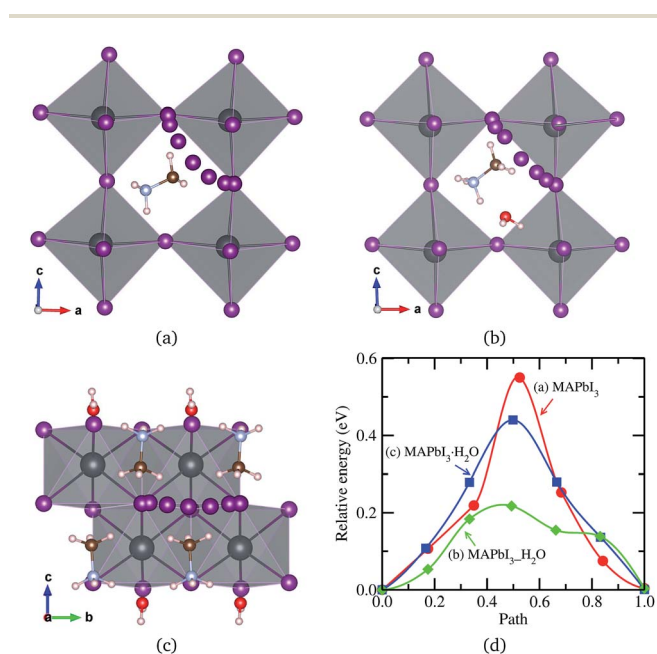 c
a
(a)
c
a
(b)
c
a
b
(c)
Relative energy (eV)
0.6
0.4
0.2
0.0
0.0 0.2 0.4 0.6 0.8 1.0
Path
(a) MAPbI₃
(c) MAPbI₃·H₂O
(b) MAPbI₃_H₂O
(d)